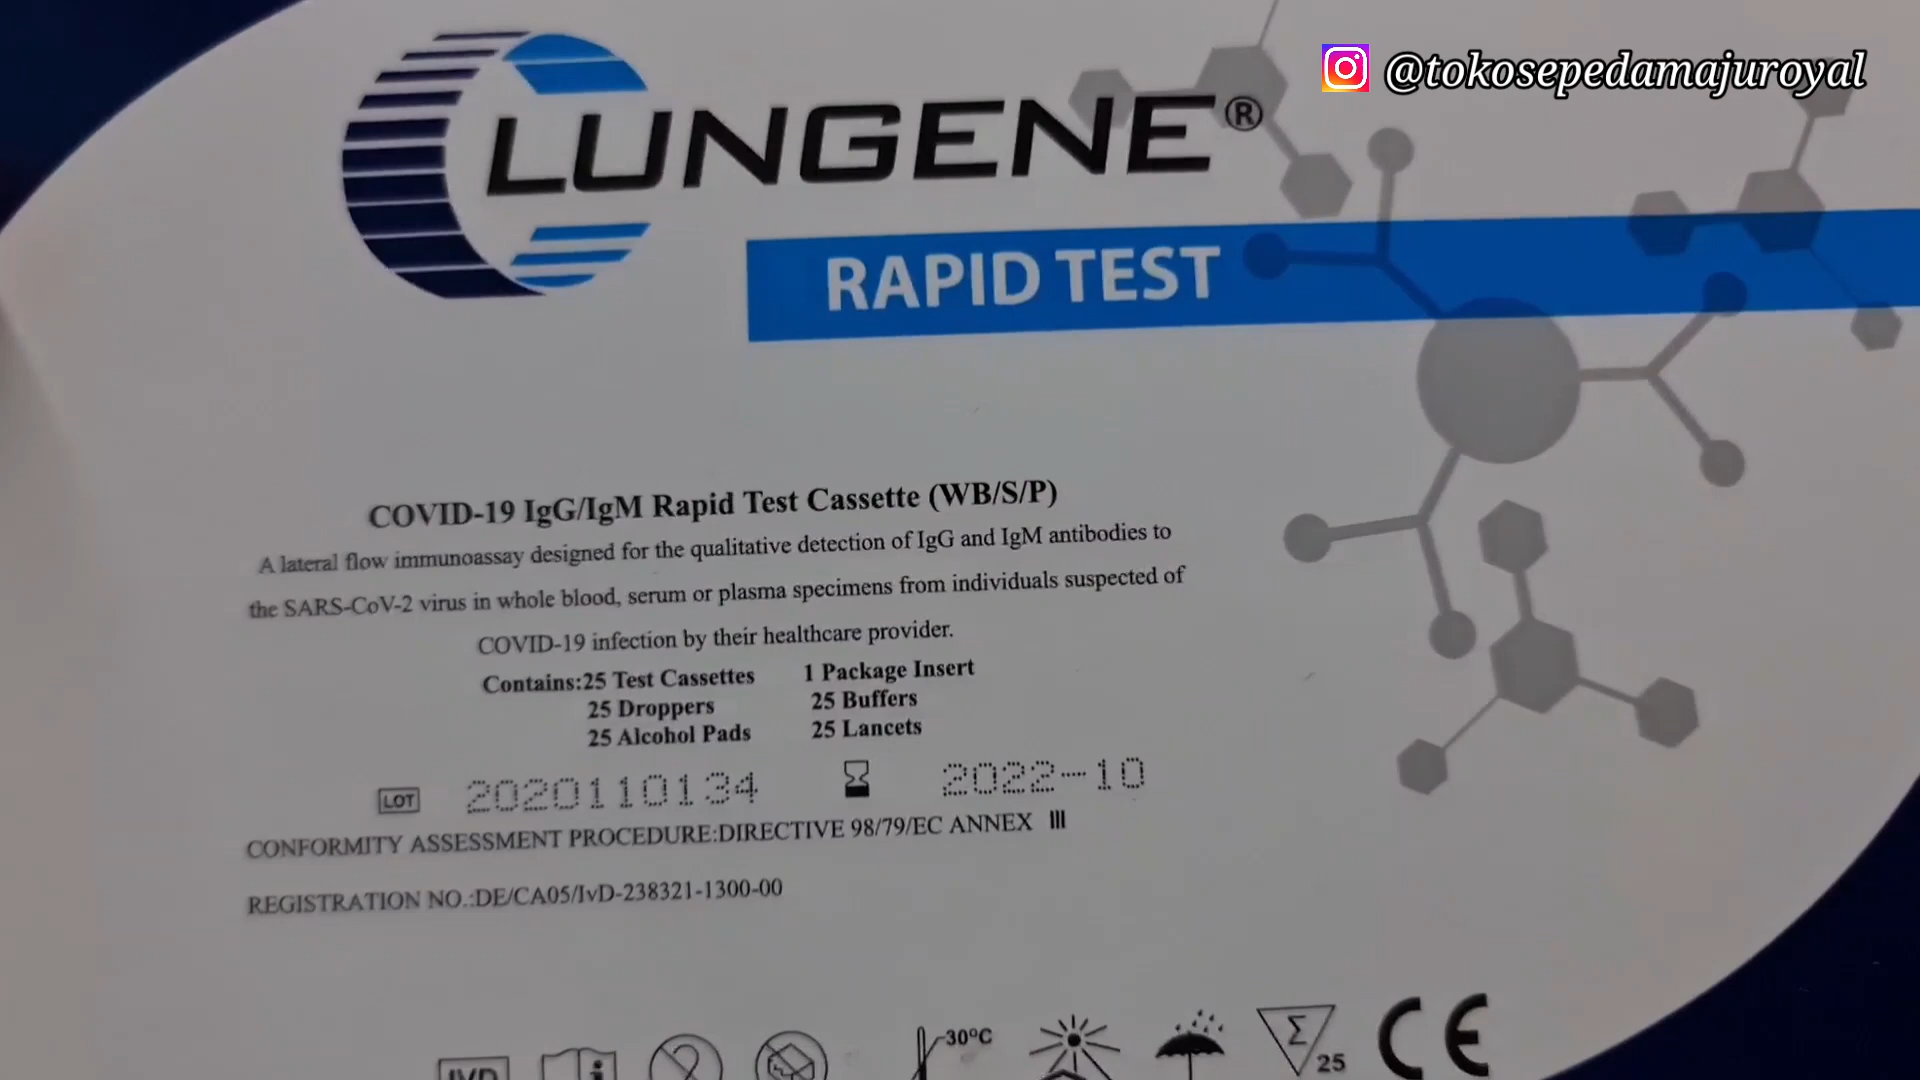 @tokosepedamajuroyal
LUNGENE®
RAPID TEST
COVID-19 IgG/IgM Rapid Test Cassette (WB/S/P)
A lateral flow immunoassay designed for the qualitative detection of IgG and IgM antibodies to
the SARS-CoV-2 virus in whole blood, serum or plasma specimens from individuals suspected of
COVID-19 infection by their healthcare provider.
Contains:25 Test Cassettes 1 Package Insert
25 Droppers 25 Buffers
25 Alcohol Pads 25 Lancets
LOT 2020110134 2022-10
CONFORMITY ASSESSMENT PROCEDURE:DIRECTIVE 98/79/EC ANNEX III
REGISTRATION NO.:DE/CA05/IvD-238321-1300-00
IVD i 2 30°C Σ 25 CE